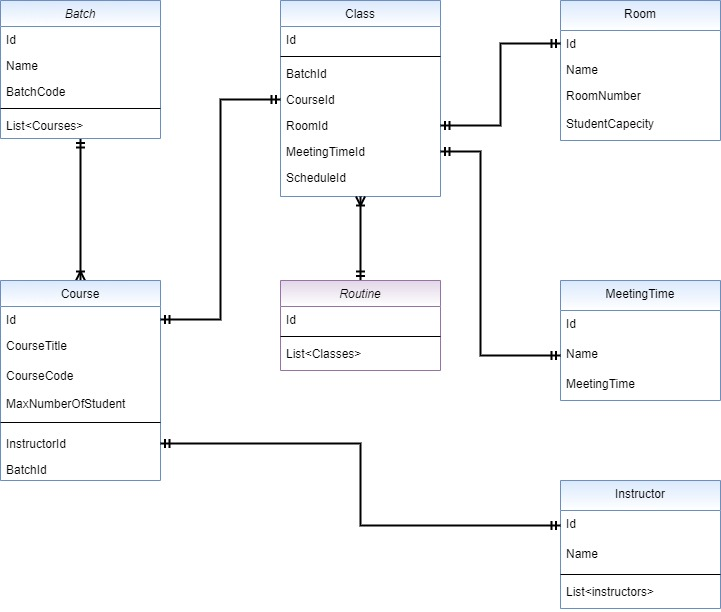 Batch
Id
Name
BatchCode
List<Courses>
Class
Id
BatchId
CourseId
RoomId
MeetingTimeId
ScheduleId
Room
Id
Name
RoomNumber
StudentCapecity
Course
Id
CourseTitle
CourseCode
MaxNumberOfStudent
InstructorId
BatchId
Routine
Id
List<Classes>
MeetingTime
Id
Name
MeetingTime
Instructor
Id
Name
List<instructors>